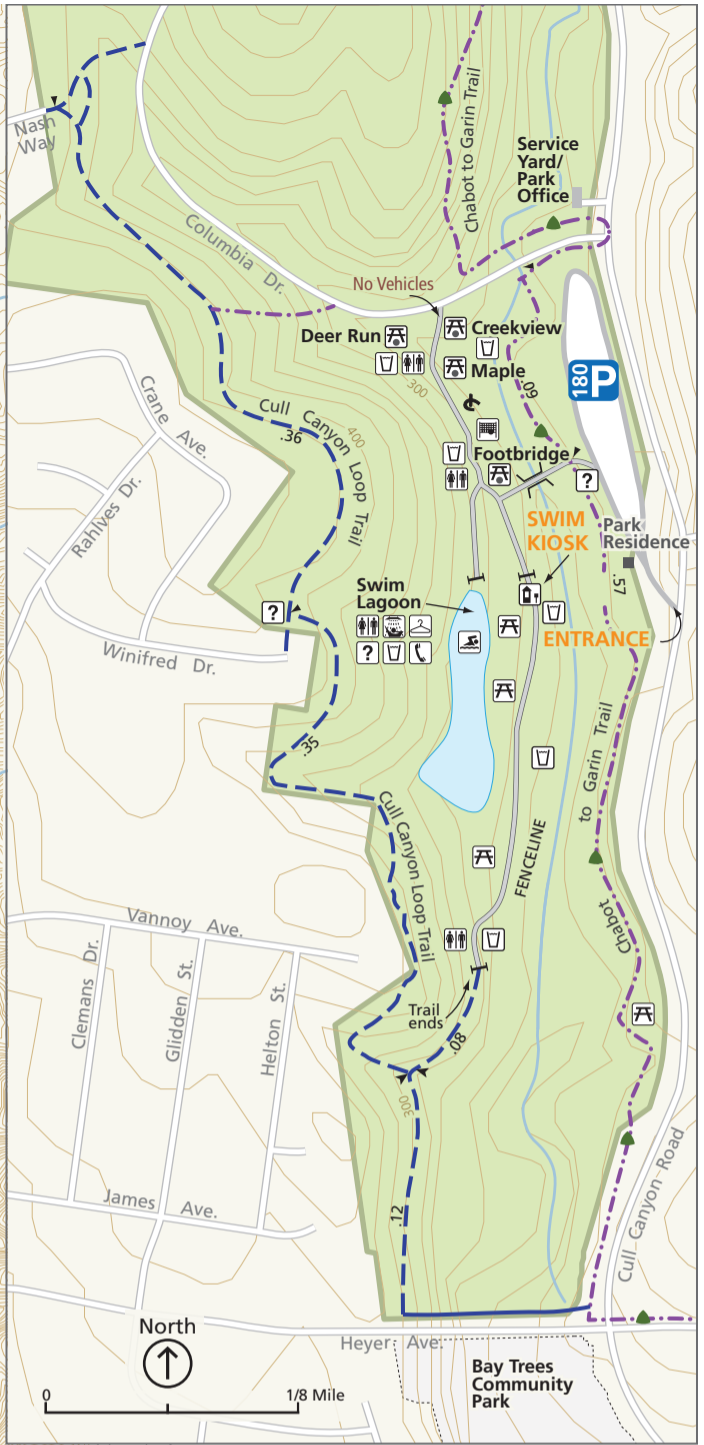 Nash
Way
Chabot to Garin Trail
Service
Yard/
Park
Office
Columbia Dr.
No Vehicles
Deer Run
Creekview
Maple
300
.09
180
P
Crane Ave.
Cull Canyon
Loop Trail
.36
400
Footbridge
?
Rahlves Dr.
SWIM
KIOSK
Park
Residence
.57
Swim
Lagoon
?
?
ENTRANCE
Winifred Dr.
.35
to Garin Trail
Chabot
Cull Canyon Loop Trail
FENCELINE
Vannoy Ave.
Clemans Dr.
Glidden St.
Helton St.
Trail
ends
.08
300
James Ave.
.12
Cull Canyon Road
North
Heyer Ave.
Bay Trees
Community
Park
0
1/8 Mile